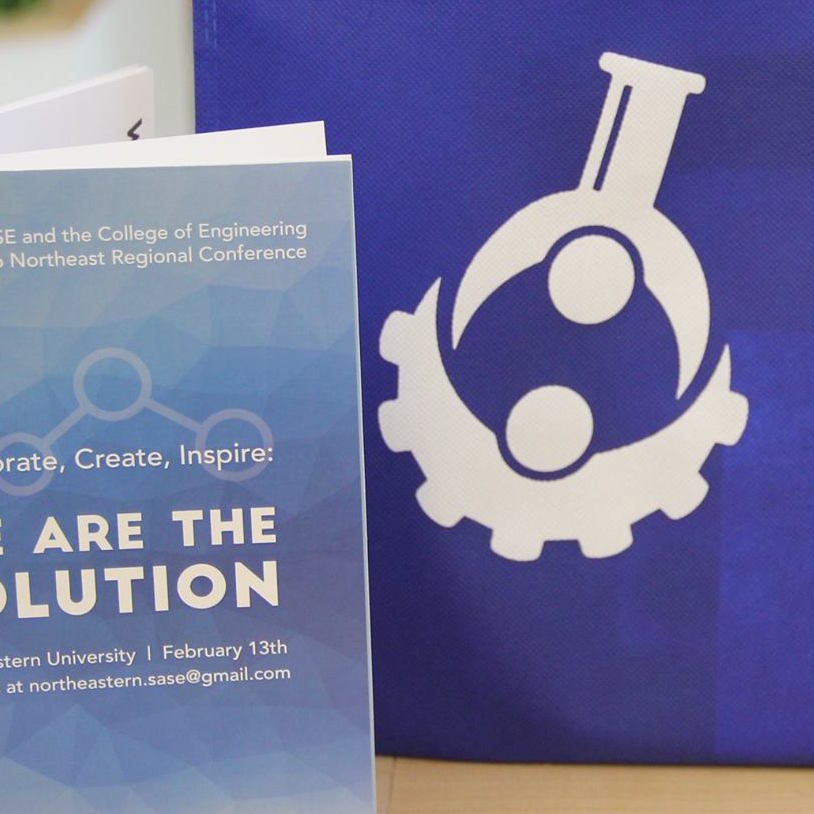 SE and the College of Engineering
Northeast Regional Conference
orate, Create, Inspire:
E ARE THE
OLUTION
stern University | February 13th
at northeastern.sase@gmail.com